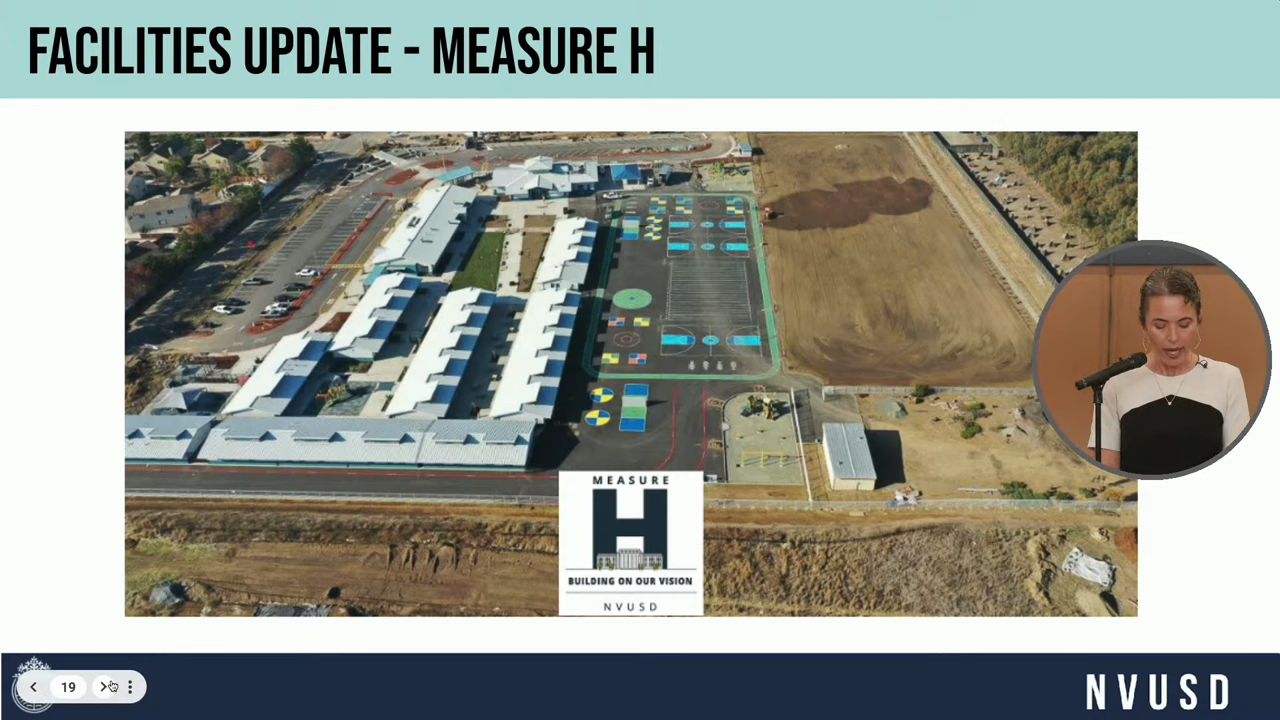 FACILITIES UPDATE - MEASURE H
MEASURE
H
BUILDING ON OUR VISION
NVUSD
19
NVUSD